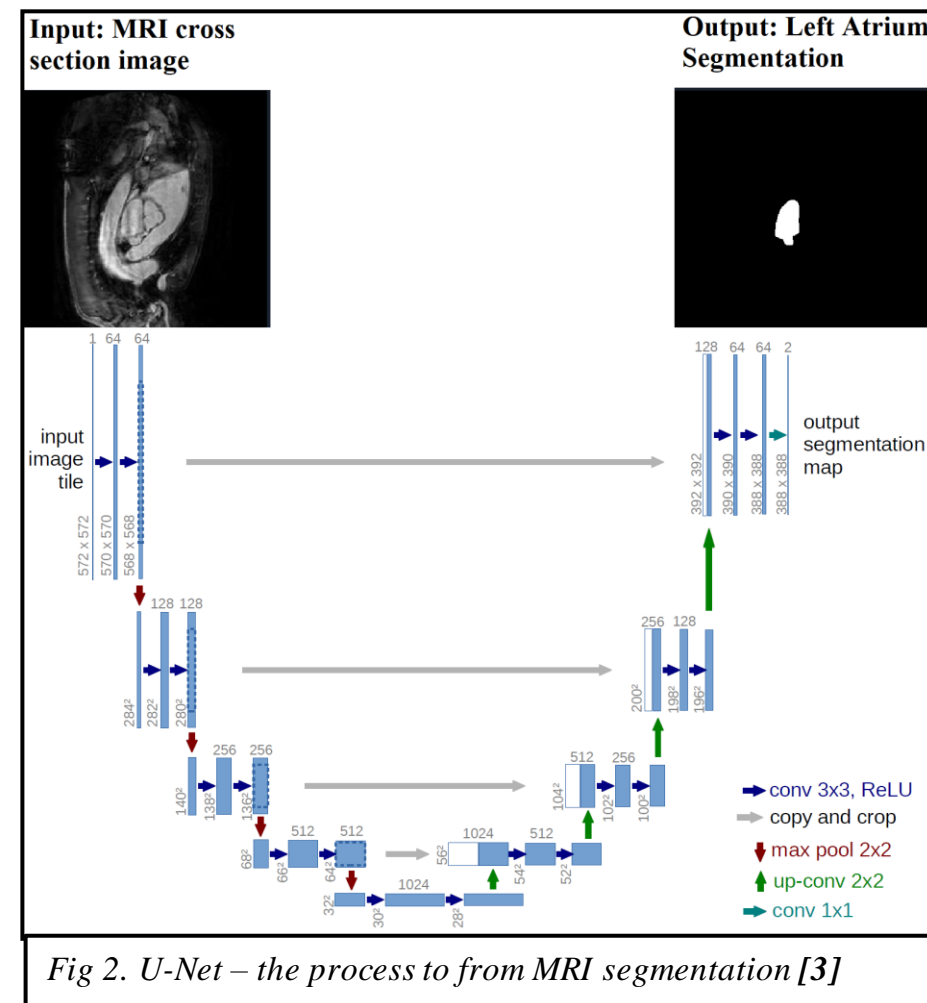 Input: MRI cross
section image
Output: Left Atrium
Segmentation
1 64 64
128 64 64 2
input
image
tile
output
segmentation
map
572 x 572
570 x 570
568 x 568
392 x 392
390 x 390
388 x 388
388 x 388
128 128
256 128
284²
282²
280²
200²
198²
196²
256 256
512 256
140²
138²
136²
104²
102²
100²
conv 3x3, ReLU
copy and crop
max pool 2x2
up-conv 2x2
conv 1x1
512 512
1024 512
68²
66²
64²
56²
54²
52²
1024
32²
30²
28²
Fig 2. U-Net – the process to from MRI segmentation [3]